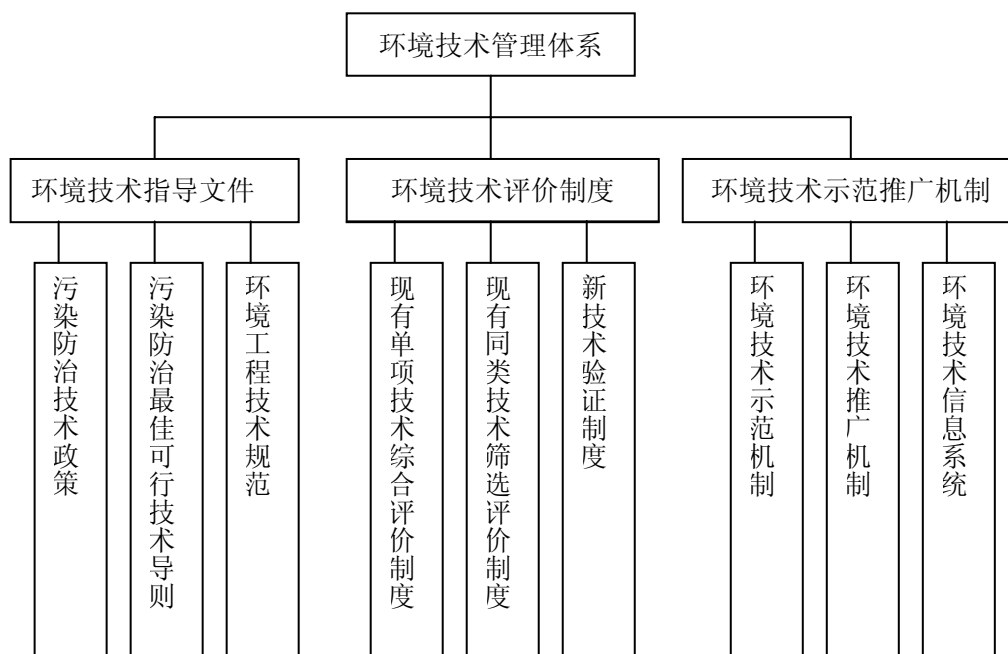 环境技术管理体系
环境技术指导文件
环境技术评价制度
环境技术示范推广机制
污染防治技术政策
污染防治最佳可行技术导则
环境工程技术规范
现有单项技术综合评价制度
现有同类技术筛选评价制度
新技术验证制度
环境技术示范机制
环境技术推广机制
环境技术信息系统